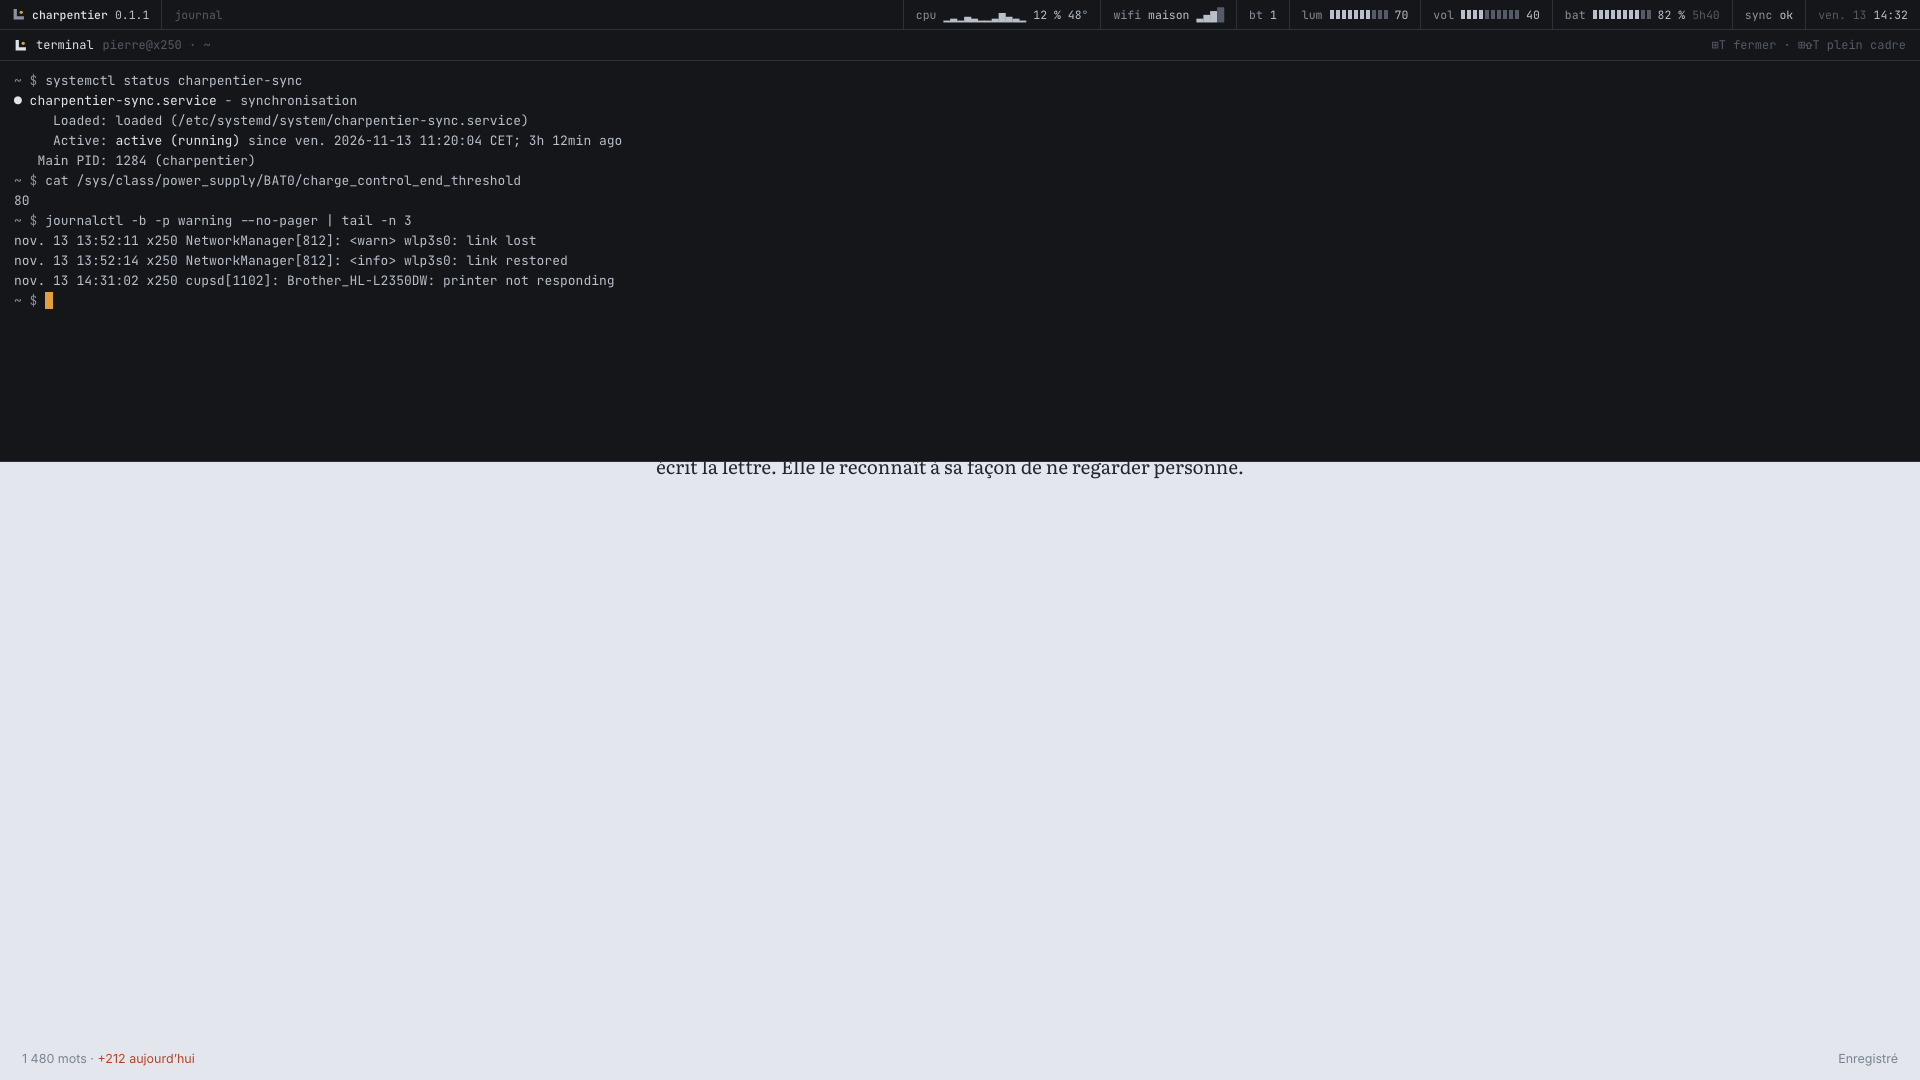 charpentier 0.1.1 journal cpu 12 % 48° wifi maison bt 1 lum 70 vol 40 bat 82 % 5h40 sync ok ven. 13 14:32
terminal pierre@x250 · ~ ⊞T fermer · ⊞⇧T plein cadre
~ $ systemctl status charpentier-sync
● charpentier-sync.service - synchronisation
Loaded: loaded (/etc/systemd/system/charpentier-sync.service)
Active: active (running) since ven. 2026-11-13 11:20:04 CET; 3h 12min ago
Main PID: 1284 (charpentier)
~ $ cat /sys/class/power_supply/BAT0/charge_control_end_threshold
80
~ $ journalctl -b -p warning --no-pager | tail -n 3
nov. 13 13:52:11 x250 NetworkManager[812]: <warn> wlp3s0: link lost
nov. 13 13:52:14 x250 NetworkManager[812]: <info> wlp3s0: link restored
nov. 13 14:31:02 x250 cupsd[1102]: Brother_HL-L2350DW: printer not responding
~ $
écrit la lettre. Elle le reconnaît à sa façon de ne regarder personne.
1 480 mots · +212 aujourd'hui Enregistré